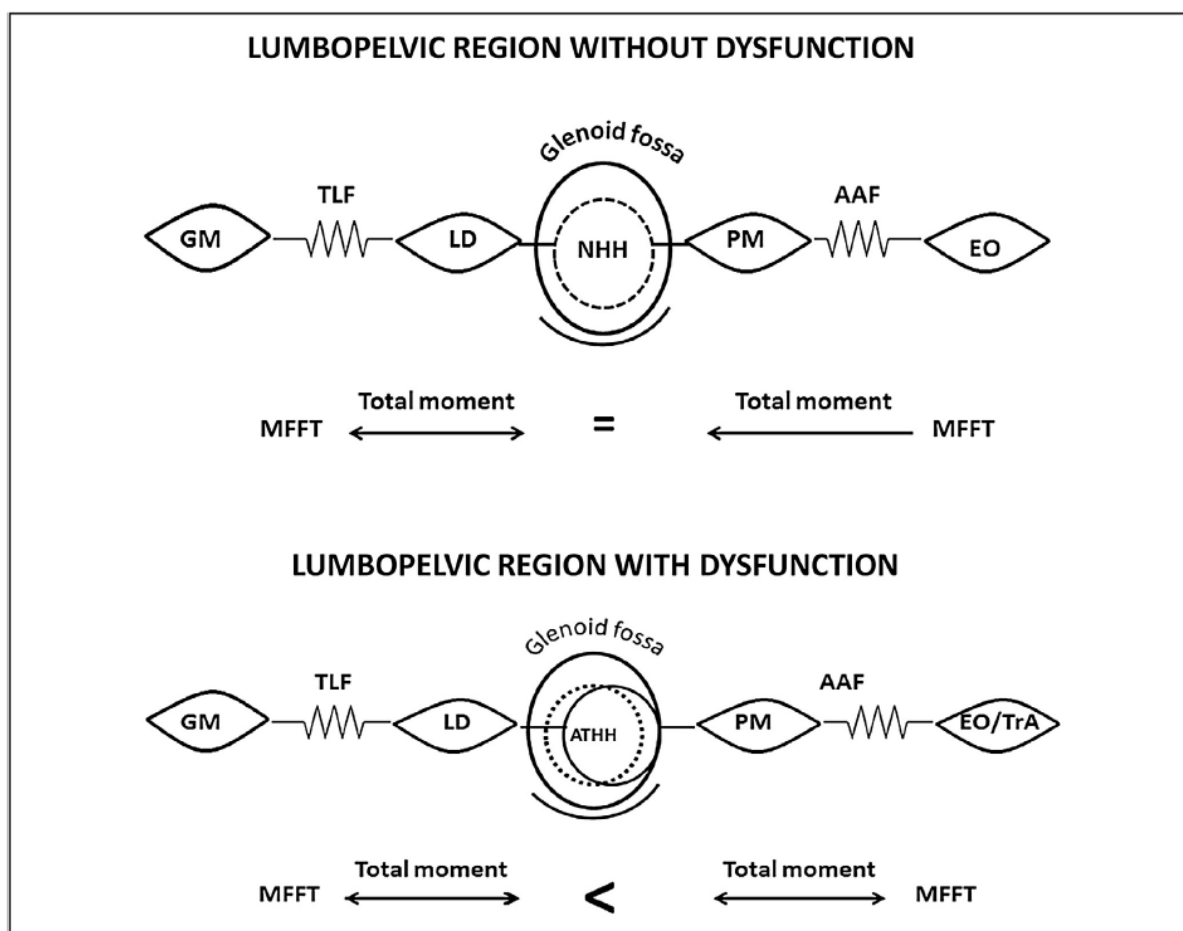 LUMBOPELVIC REGION WITHOUT DYSFUNCTION
Glenoid fossa
TLF AAF
GM LD NHH PM EO
Total moment Total moment
MFFT = MFFT
LUMBOPELVIC REGION WITH DYSFUNCTION
Glenoid fossa
TLF AAF
GM LD ATHH PM EO/TrA
Total moment Total moment
MFFT < MFFT